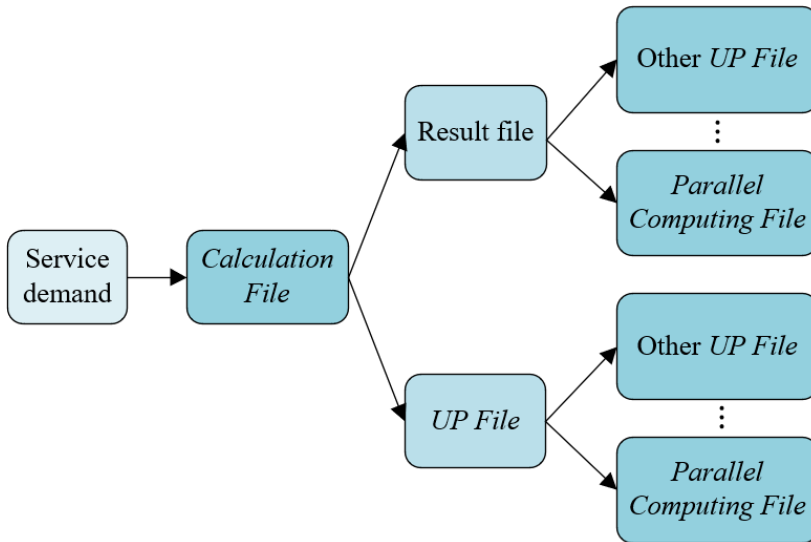 Other UP File
Result file
Parallel
Computing File
Service
demand
Calculation
File
Other UP File
UP File
Parallel
Computing File